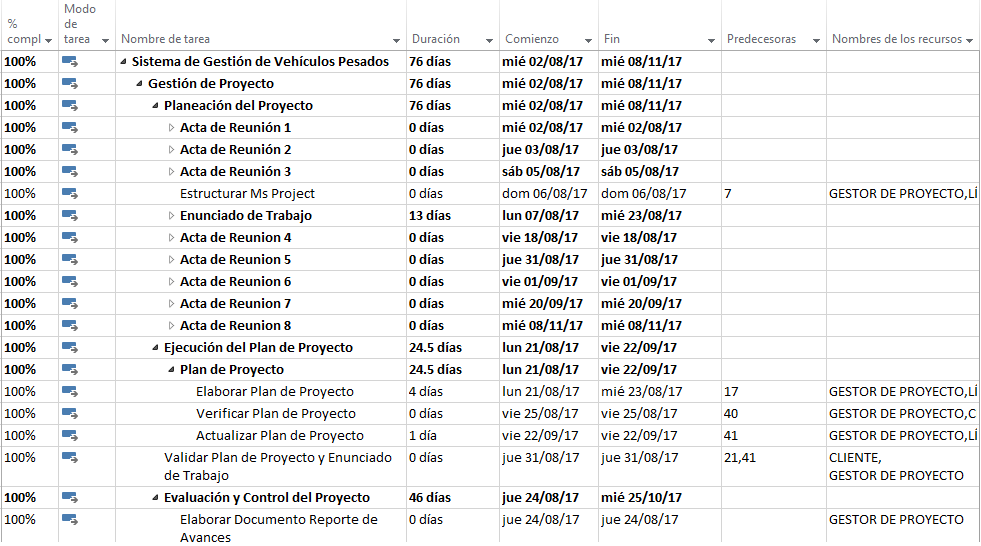 % compl Modo de tarea Nombre de tarea Duración Comienzo Fin Predecesoras Nombres de los recursos
100% Sistema de Gestión de Vehículos Pesados 76 días mié 02/08/17 mié 08/11/17
100% Gestión de Proyecto 76 días mié 02/08/17 mié 08/11/17
100% Planeación del Proyecto 76 días mié 02/08/17 mié 08/11/17
100% Acta de Reunión 1 0 días mié 02/08/17 mié 02/08/17
100% Acta de Reunión 2 0 días jue 03/08/17 jue 03/08/17
100% Acta de Reunión 3 0 días sáb 05/08/17 sáb 05/08/17
100% Estructurar Ms Project 0 días dom 06/08/17 dom 06/08/17 7 GESTOR DE PROYECTO,LÍ
100% Enunciado de Trabajo 13 días lun 07/08/17 mié 23/08/17
100% Acta de Reunion 4 0 días vie 18/08/17 vie 18/08/17
100% Acta de Reunion 5 0 días jue 31/08/17 jue 31/08/17
100% Acta de Reunion 6 0 días vie 01/09/17 vie 01/09/17
100% Acta de Reunion 7 0 días mié 20/09/17 mié 20/09/17
100% Acta de Reunion 8 0 días mié 08/11/17 mié 08/11/17
100% Ejecución del Plan de Proyecto 24.5 días lun 21/08/17 vie 22/09/17
100% Plan de Proyecto 24.5 días lun 21/08/17 vie 22/09/17
100% Elaborar Plan de Proyecto 4 días lun 21/08/17 mié 23/08/17 17 GESTOR DE PROYECTO,LÍ
100% Verificar Plan de Proyecto 0 días vie 25/08/17 vie 25/08/17 40 GESTOR DE PROYECTO,C
100% Actualizar Plan de Proyecto 1 día vie 22/09/17 vie 22/09/17 41 GESTOR DE PROYECTO,LÍ
100% Validar Plan de Proyecto y Enunciado 0 días jue 31/08/17 jue 31/08/17 21,41 CLIENTE,
de Trabajo GESTOR DE PROYECTO
100% Evaluación y Control del Proyecto 46 días jue 24/08/17 mié 25/10/17
100% Elaborar Documento Reporte de 0 días jue 24/08/17 jue 24/08/17 GESTOR DE PROYECTO
Avances